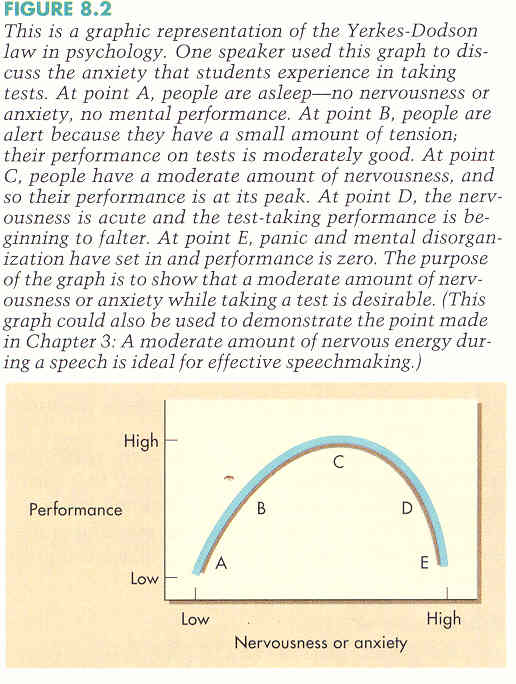 FIGURE 8.2
This is a graphic representation of the Yerkes-Dodson
law in psychology. One speaker used this graph to dis-
cuss the anxiety that students experience in taking
tests. At point A, people are asleep—no nervousness or
anxiety, no mental performance. At point B, people are
alert because they have a small amount of tension;
their performance on tests is moderately good. At point
C, people have a moderate amount of nervousness, and
so their performance is at its peak. At point D, the nerv-
ousness is acute and the test-taking performance is be-
ginning to falter. At point E, panic and mental disorgan-
ization have set in and performance is zero. The purpose
of the graph is to show that a moderate amount of nerv-
ousness or anxiety while taking a test is desirable. (This
graph could also be used to demonstrate the point made
in Chapter 3: A moderate amount of nervous energy dur-
ing a speech is ideal for effective speechmaking.)
High
C
Performance
B
D
A
E
Low
Low
High
Nervousness or anxiety